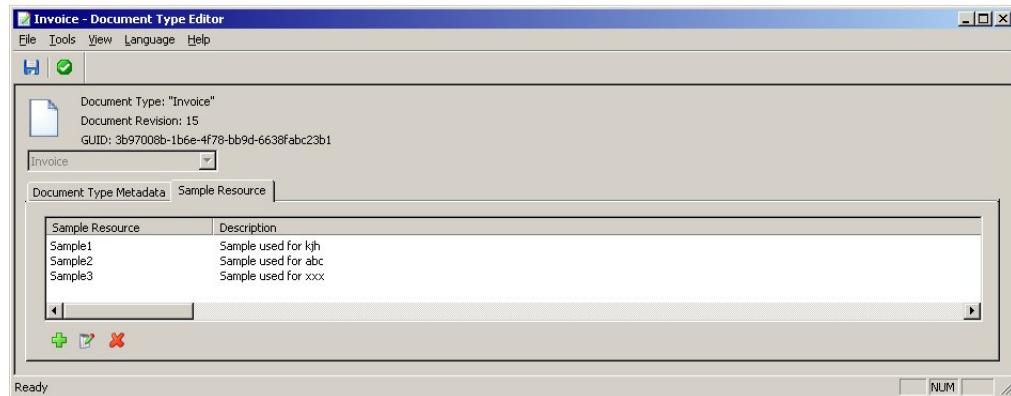 Invoice - Document Type Editor
File Tools View Language Help
Document Type: "Invoice"
Document Revision: 15
GUID: 3b97008b-1b6e-4f78-bb9d-6638fabc23b1
Invoice
Document Type Metadata Sample Resource
Sample Resource Description
Sample1 Sample used for kjh
Sample2 Sample used for abc
Sample3 Sample used for xxx
Ready NUM